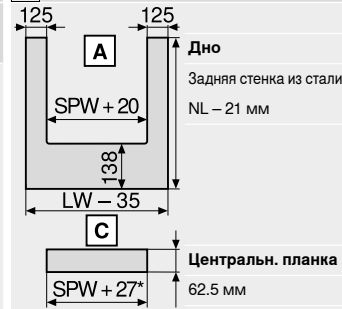 125
125
A
Дно
Задняя стенка из стали
SPW + 20
NL – 21 мм
138
LW – 35
C
Центральн. планка
SPW + 27*
62.5 мм